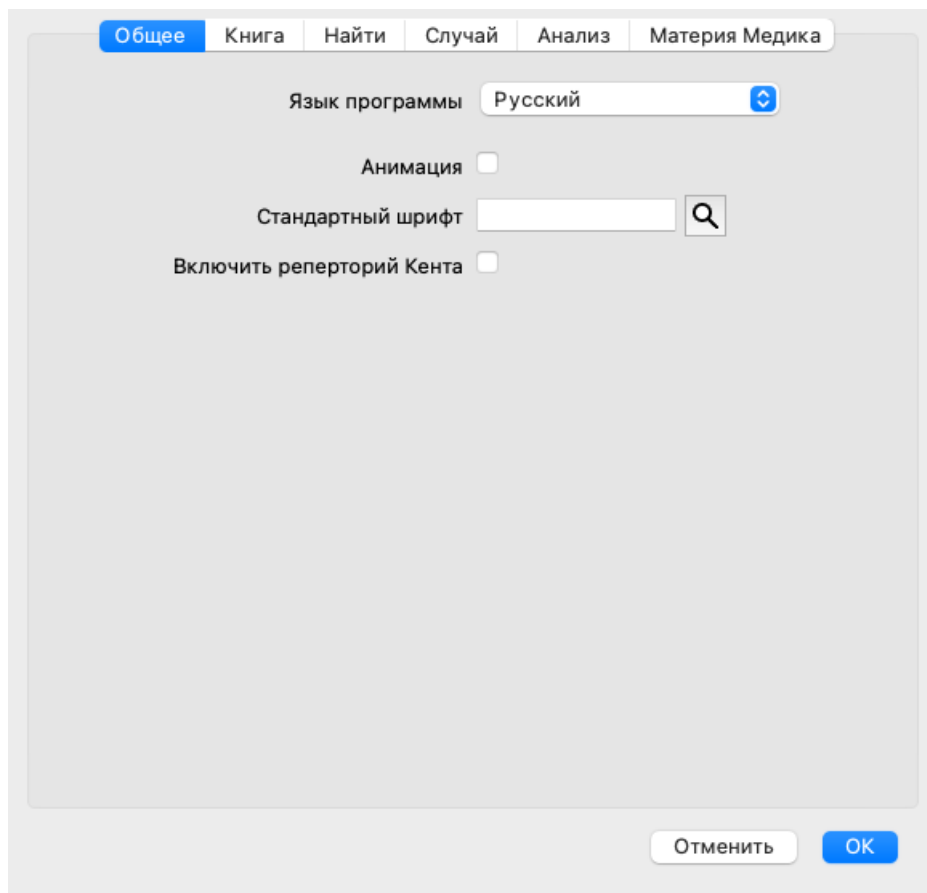 Общее Книга Найти Случай Анализ Материя Медика
Язык программы Русский
Анимация
Стандартный шрифт
Включить реперторий Кента
Отменить OK